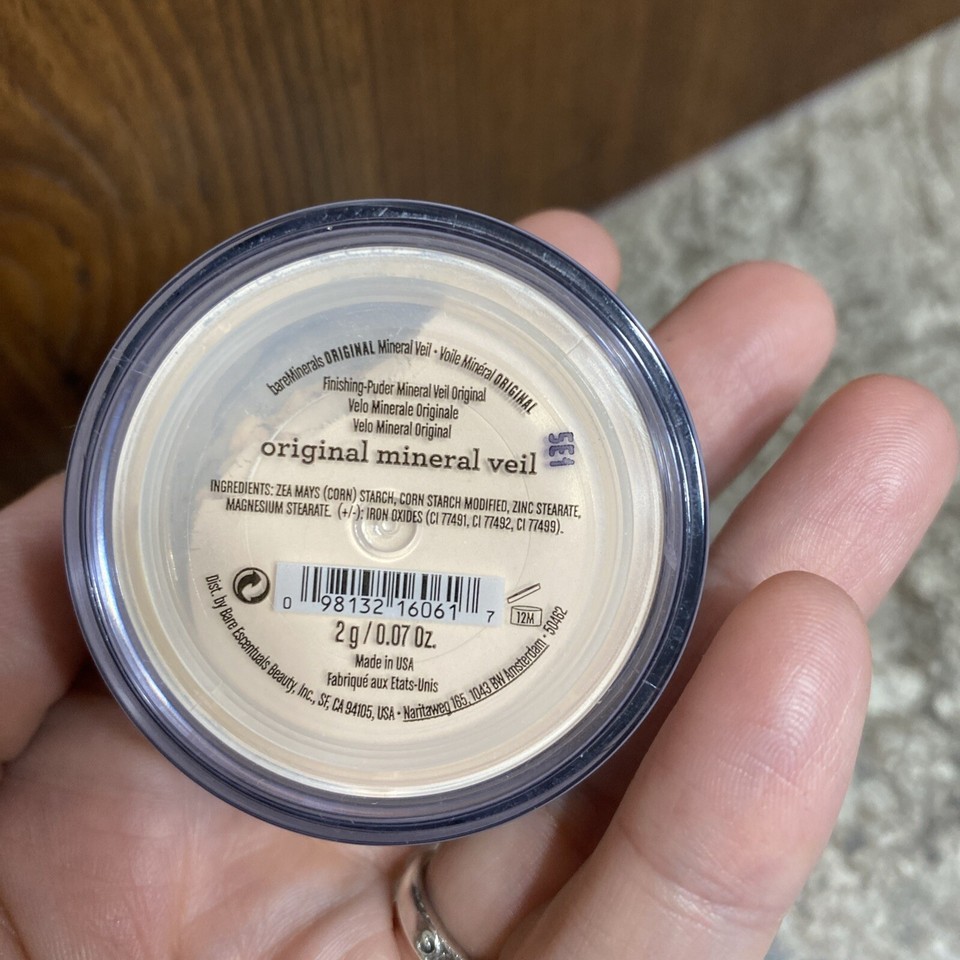 bareMinerals ORIGINAL Mineral Veil • Voile Minéral ORIGINAL
Finishing-Puder Mineral Veil Original
Velo Minerale Originale
Velo Mineral Original
original mineral veil
5E1
INGREDIENTS: ZEA MAYS (CORN) STARCH, CORN STARCH MODIFIED, ZINC STEARATE,
MAGNESIUM STEARATE. (+/-): IRON OXIDES (CI 77491, CI 77492, CI 77499).
0 98132 16061 7
12M
2 g / 0.07 Oz.
Made in USA
Fabriqué aux Etats-Unis
Dist. by Bare Escentuals Beauty, Inc., SF, CA 94105, USA • Naritaweg 165, 1043 BW Amsterdam • 50462